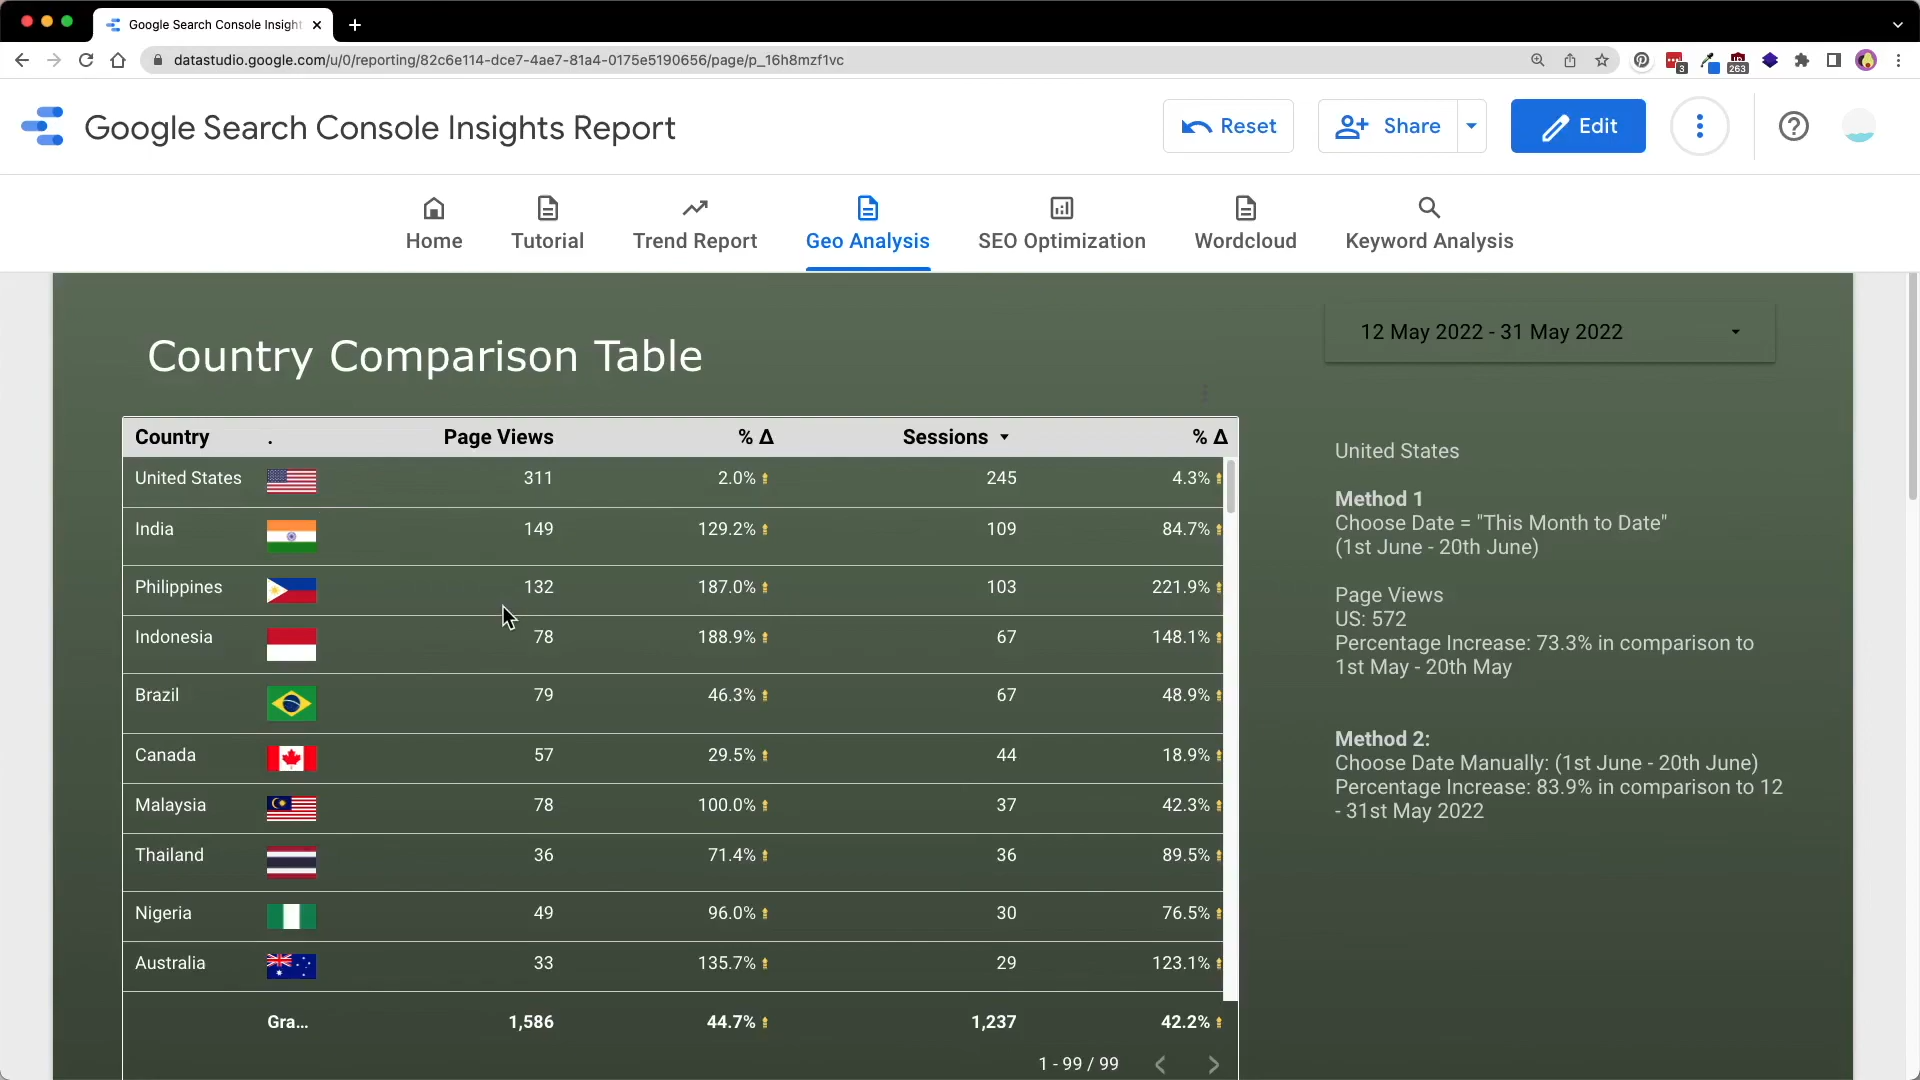 Google Search Console Insight
datastudio.google.com/u/0/reporting/82c6e114-dce7-4ae7-81a4-0175e5190656/page/p_16h8mzf1vc
3
263
Google Search Console Insights Report
Reset
Share
Edit
Home
Tutorial
Trend Report
Geo Analysis
SEO Optimization
Wordcloud
Keyword Analysis
Country Comparison Table
12 May 2022 - 31 May 2022
Country . Page Views % Δ Sessions % Δ
United States 311 2.0% 245 4.3%
India 149 129.2% 109 84.7%
Philippines 132 187.0% 103 221.9%
Indonesia 78 188.9% 67 148.1%
Brazil 79 46.3% 67 48.9%
Canada 57 29.5% 44 18.9%
Malaysia 78 100.0% 37 42.3%
Thailand 36 71.4% 36 89.5%
Nigeria 49 96.0% 30 76.5%
Australia 33 135.7% 29 123.1%
Gra... 1,586 44.7% 1,237 42.2%
1 - 99 / 99
United States
Method 1
Choose Date = "This Month to Date"
(1st June - 20th June)
Page Views
US: 572
Percentage Increase: 73.3% in comparison to
1st May - 20th May
Method 2:
Choose Date Manually: (1st June - 20th June)
Percentage Increase: 83.9% in comparison to 12
- 31st May 2022